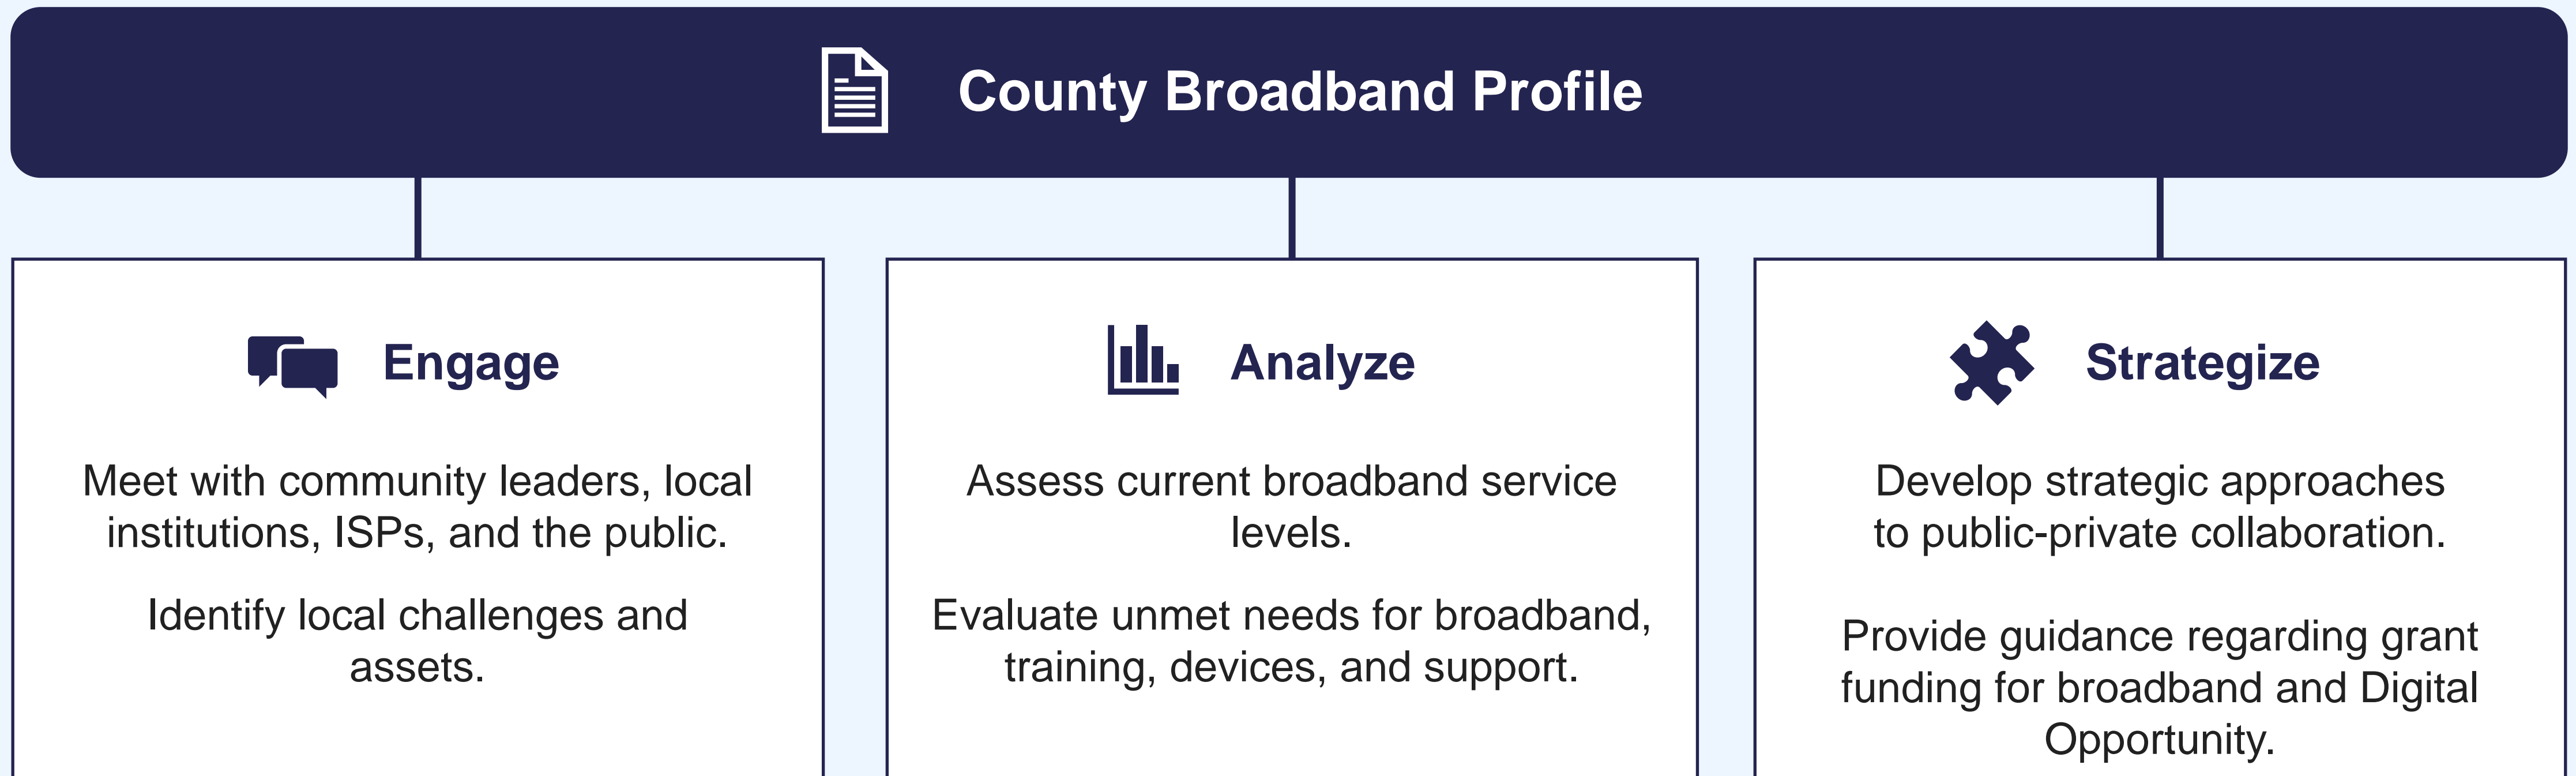 County Broadband Profile
Engage
Meet with community leaders, local
institutions, ISPs, and the public.
Identify local challenges and
assets.
Analyze
Assess current broadband service
levels.
Evaluate unmet needs for broadband,
training, devices, and support.
Strategize
Develop strategic approaches
to public-private collaboration.
Provide guidance regarding grant
funding for broadband and Digital
Opportunity.